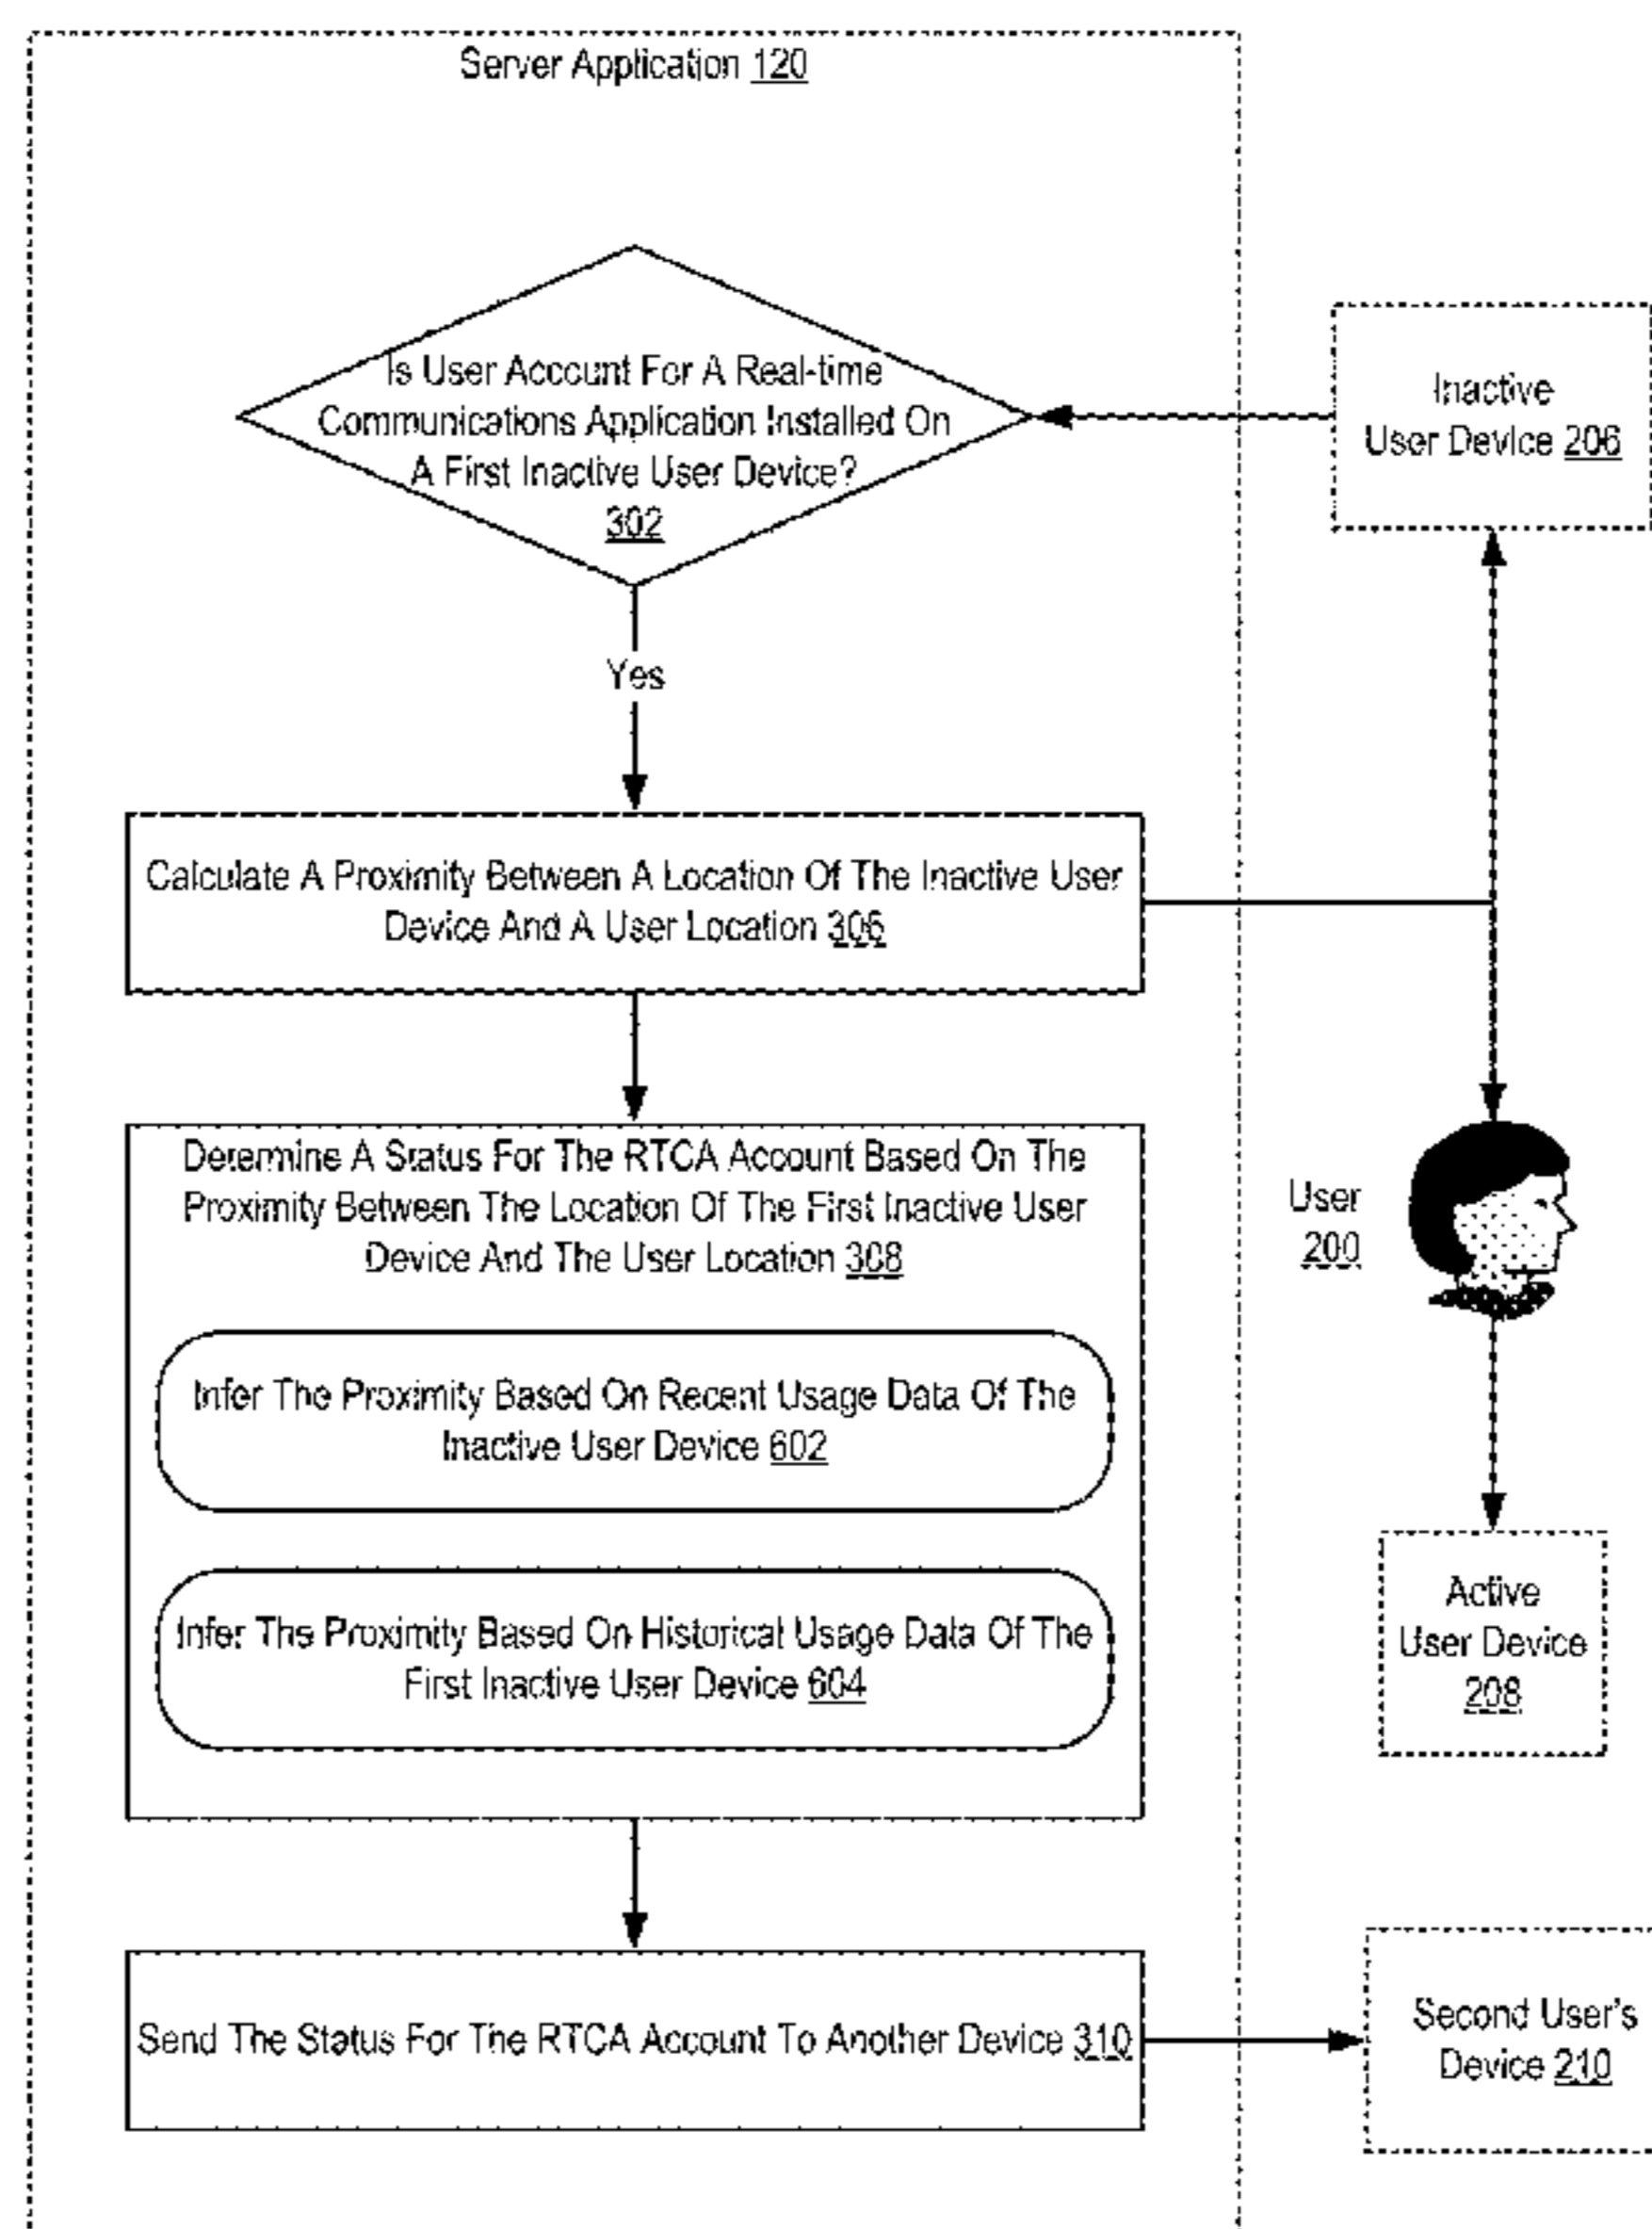 Server Application 120
Is User Account For A Real-time
Communications Application Installed On
A First Inactive User Device?
302
Inactive
User Device 206
Yes
Calculate A Proximity Between A Location Of The Inactive User
Device And A User Location 306
Determine A Status For The RTCA Account Based On The
Proximity Between The Location Of The First Inactive User
Device And The User Location 308
User
200
Infer The Proximity Based On Recent Usage Data Of The
Inactive User Device 602
Infer The Proximity Based On Historical Usage Data Of The
First Inactive User Device 604
Active
User Device
208
Send The Status For The RTCA Account To Another Device 310
Second User's
Device 210